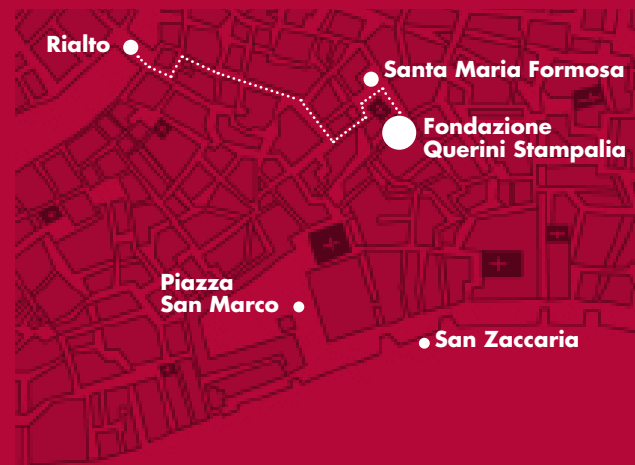 Rialto
Santa Maria Formosa
Fondazione
Querini Stampalia
Piazza
San Marco
San Zaccaria